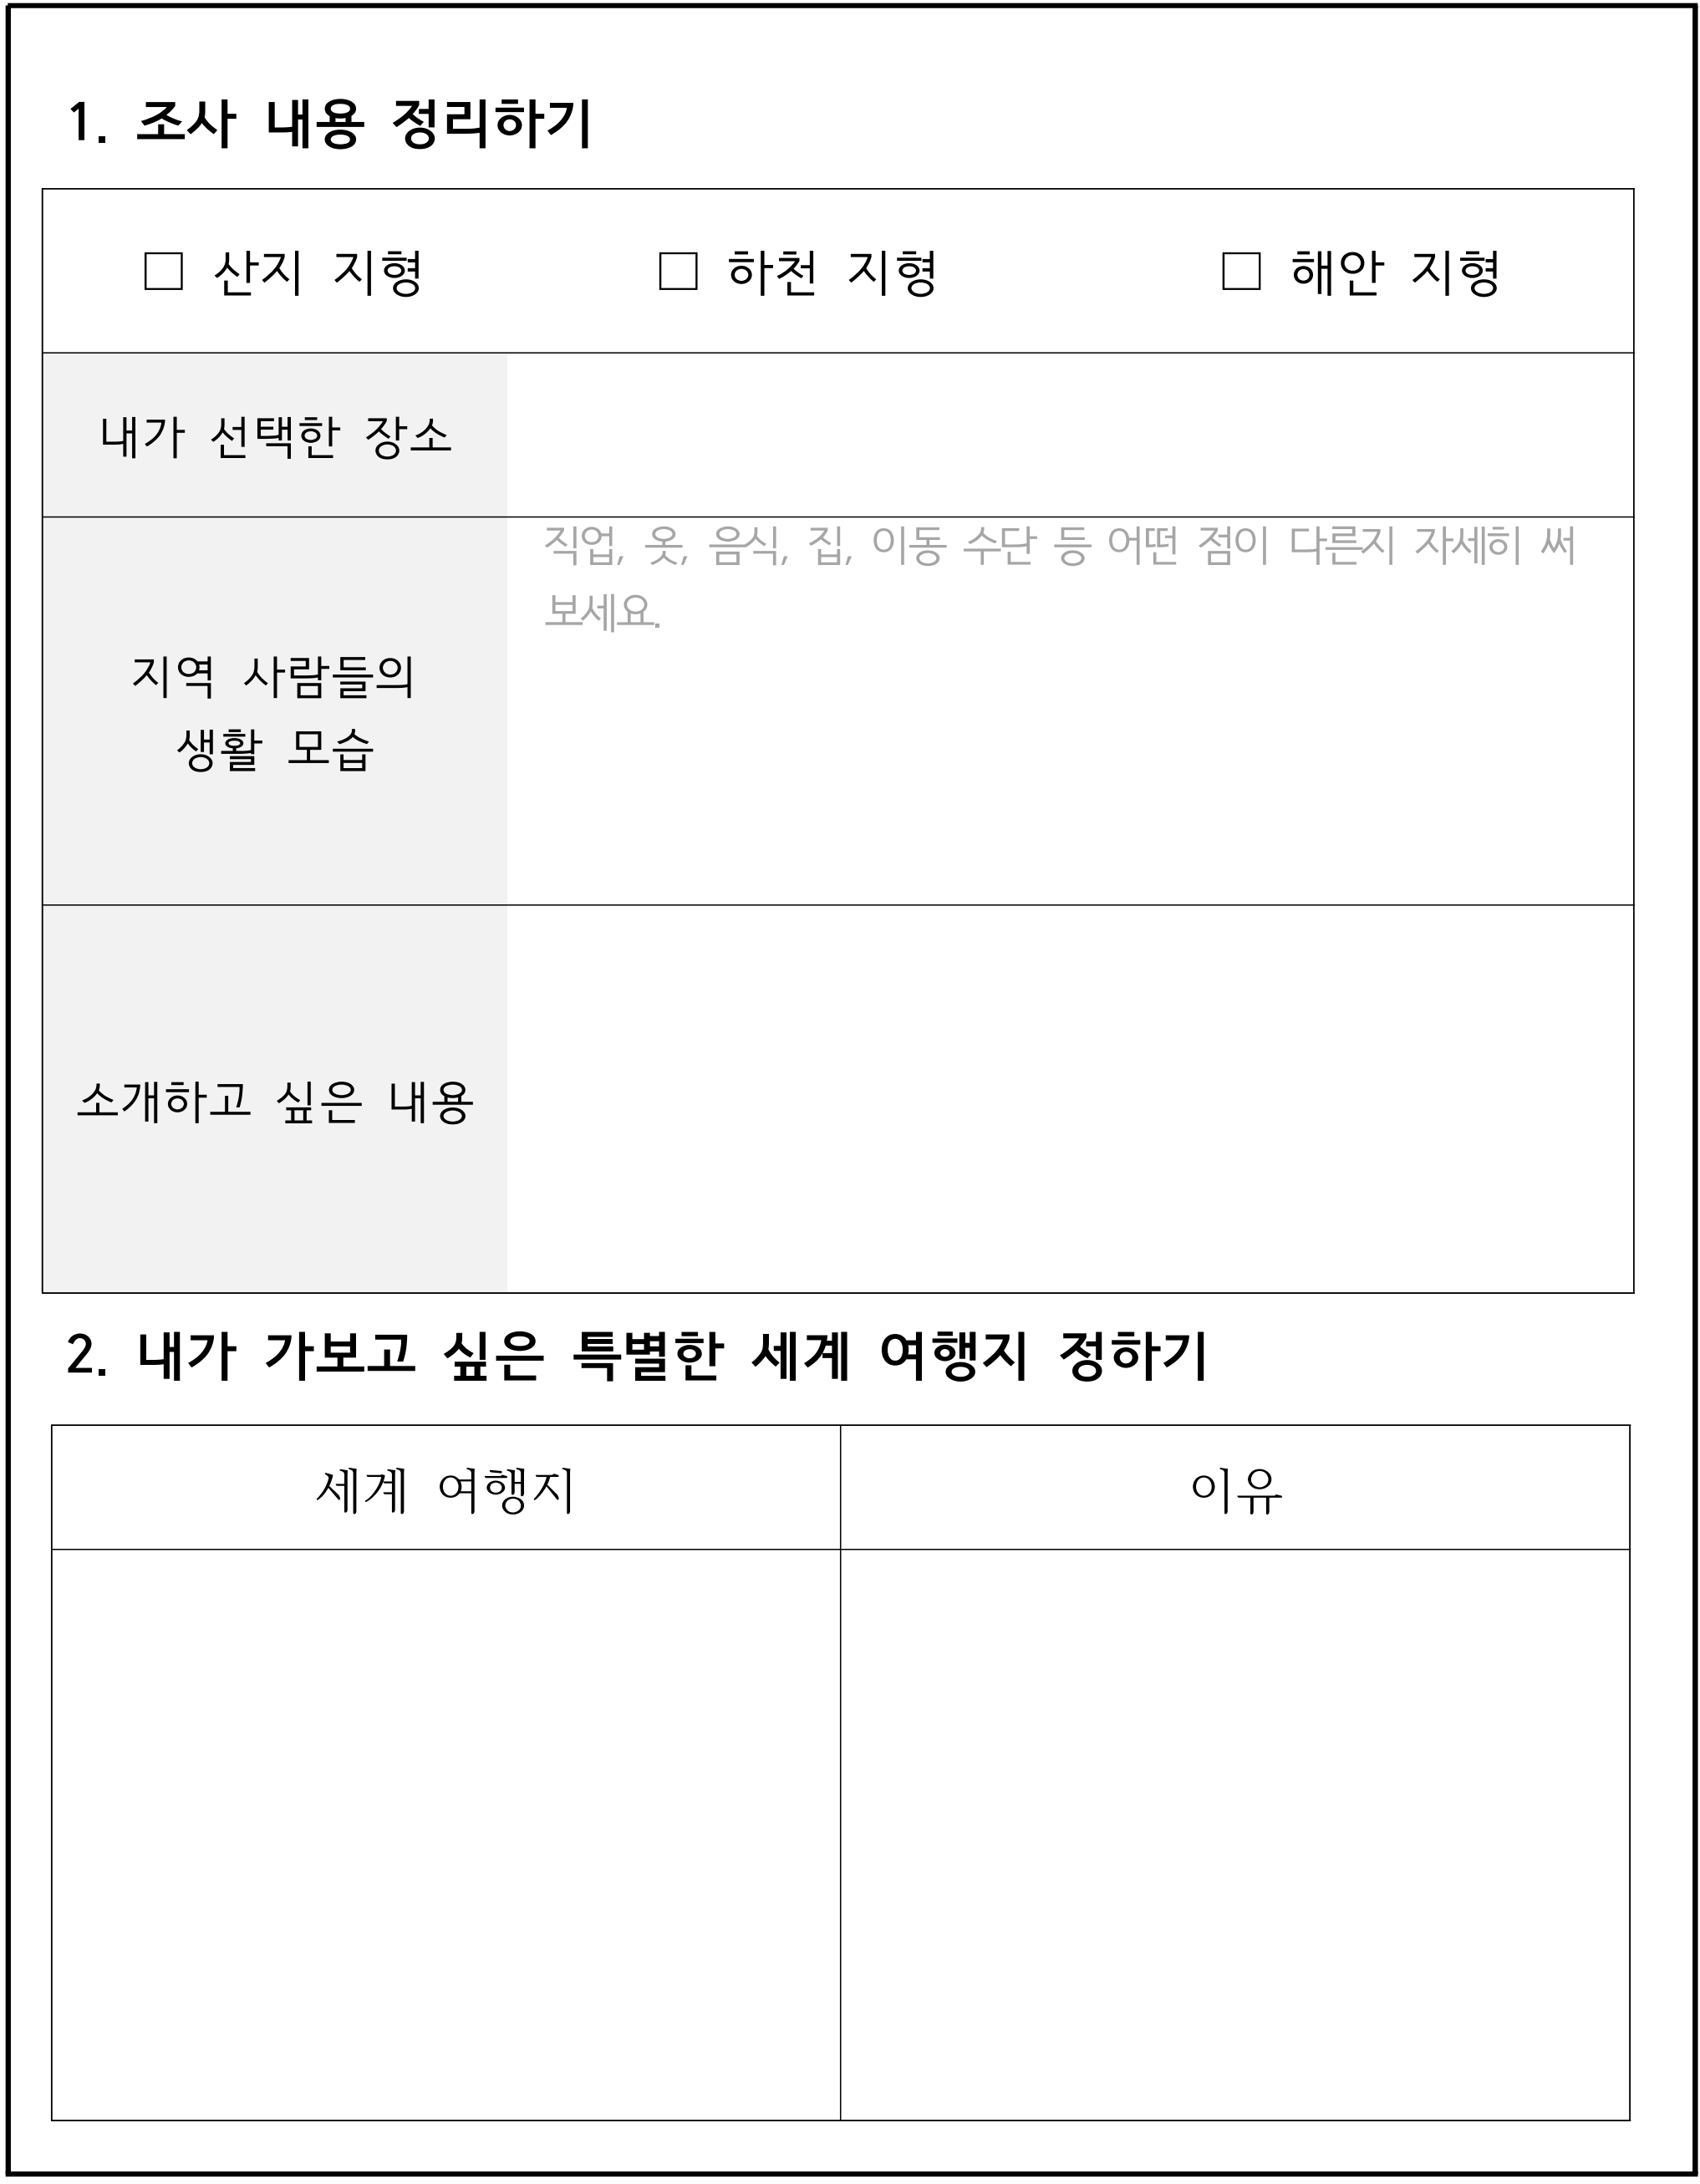 1. 조사 내용 정리하기
□ 산지 지형 □ 하천 지형 □ 해안 지형
내가 선택한 장소
직업, 옷, 음식, 집, 이동 수단 등 어떤 점이 다른지 자세히 써
보세요.
지역 사람들의
생활 모습
소개하고 싶은 내용
2. 내가 가보고 싶은 특별한 세계 여행지 정하기
세계 여행지 이유